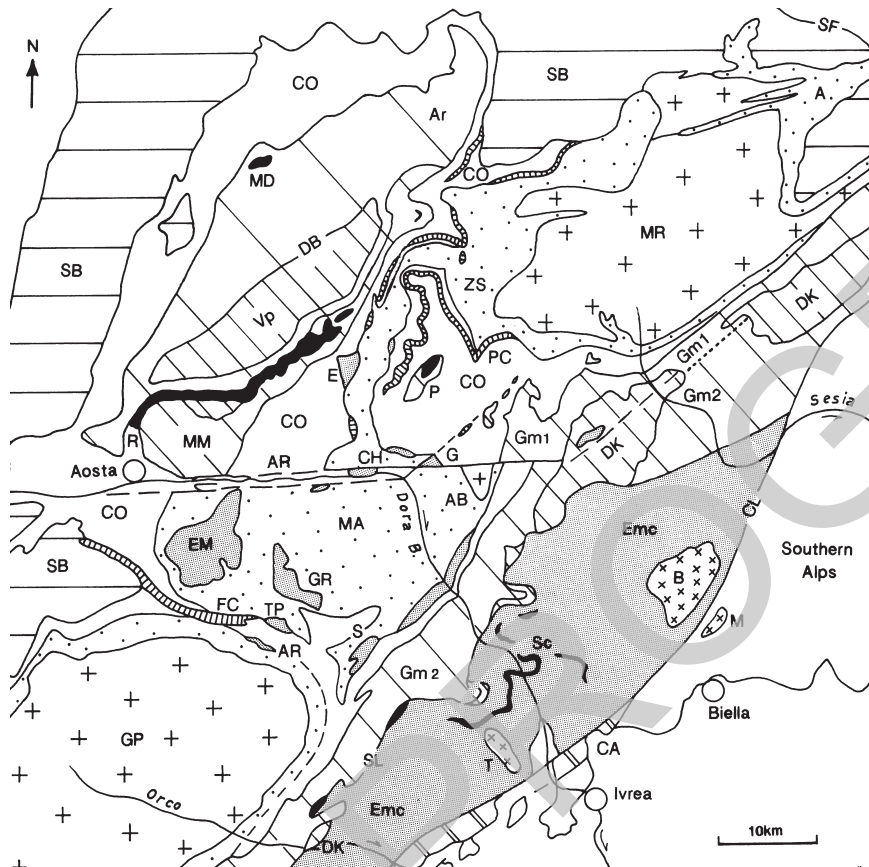 N
SF
CO
SB
A
Ar
MD
CO
MR
DB
SB
ZS
DK
Vp
Gm1
PC
E
P
CO
Gm2
Sesia
CO
R
MM
Gm1
DK
Aosta
AR
CH
G
CL
CO
MA
Dora B
AB
Emc
EM
Southern
Alps
SB
GR
B
FC
TP
S
M
AR
Sc
Gm 2
GP
Biella
SL
T
CA
Orco
Emc
Ivrea
DK
10km